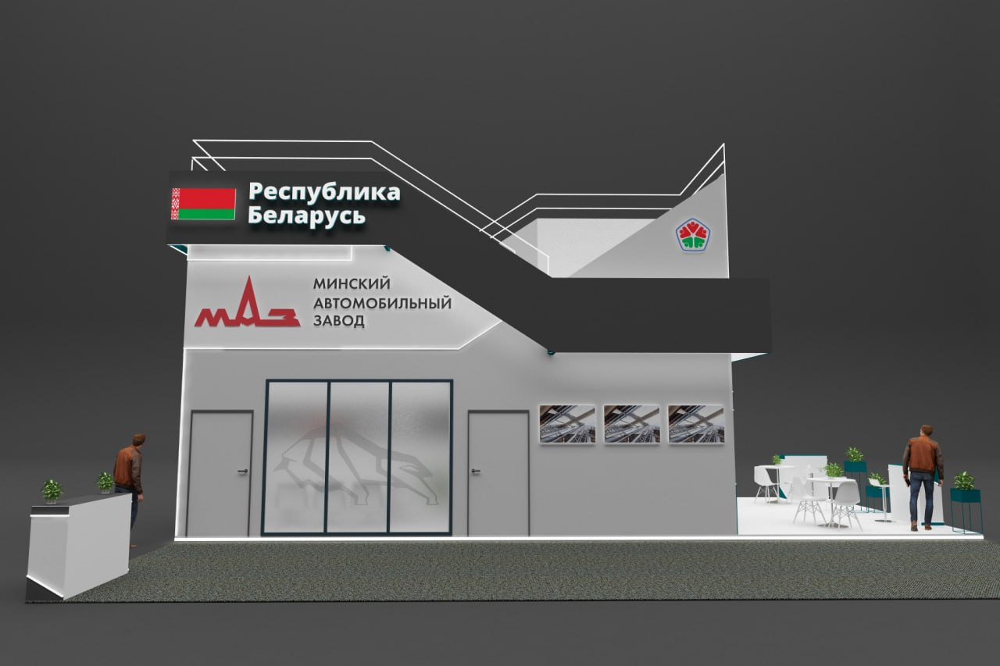 Республика
Беларусь
МАЗ
МИНСКИЙ
АВТОМОБИЛЬНЫЙ
ЗАВОД